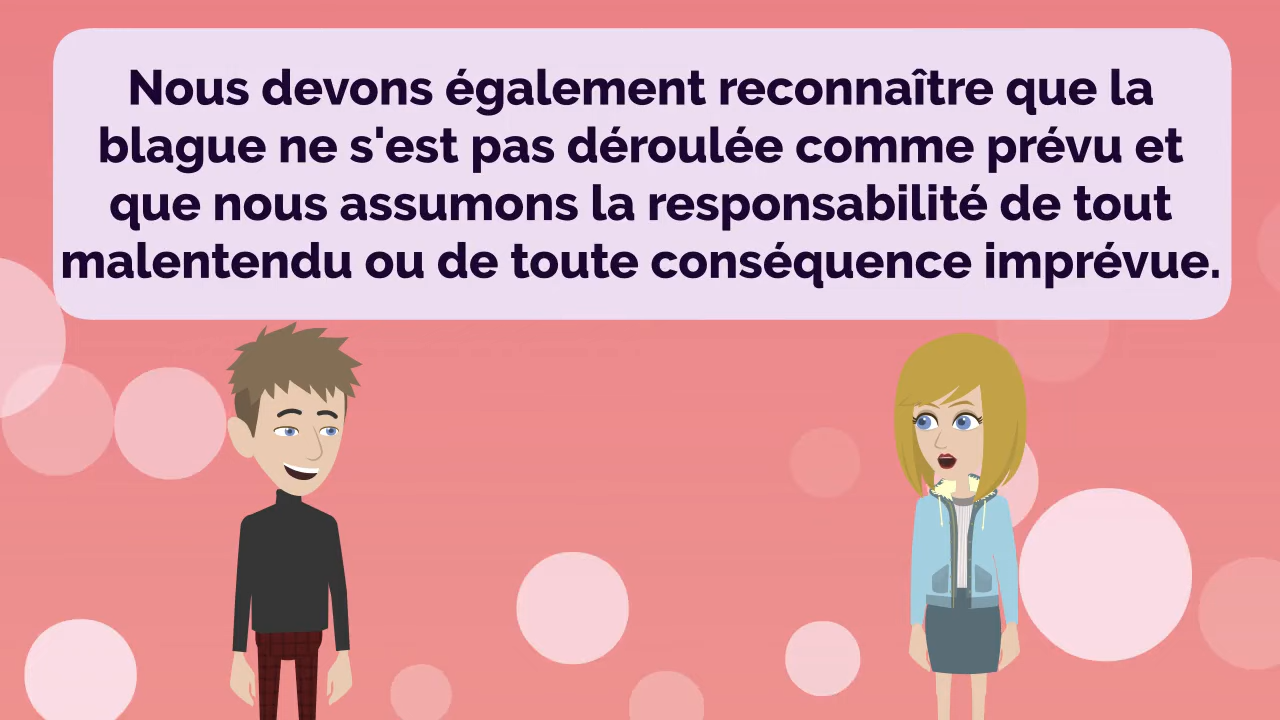 Nous devons également reconnaître que la
blague ne s'est pas déroulée comme prévu et
que nous assumons la responsabilité de tout
malentendu ou de toute conséquence imprévue.